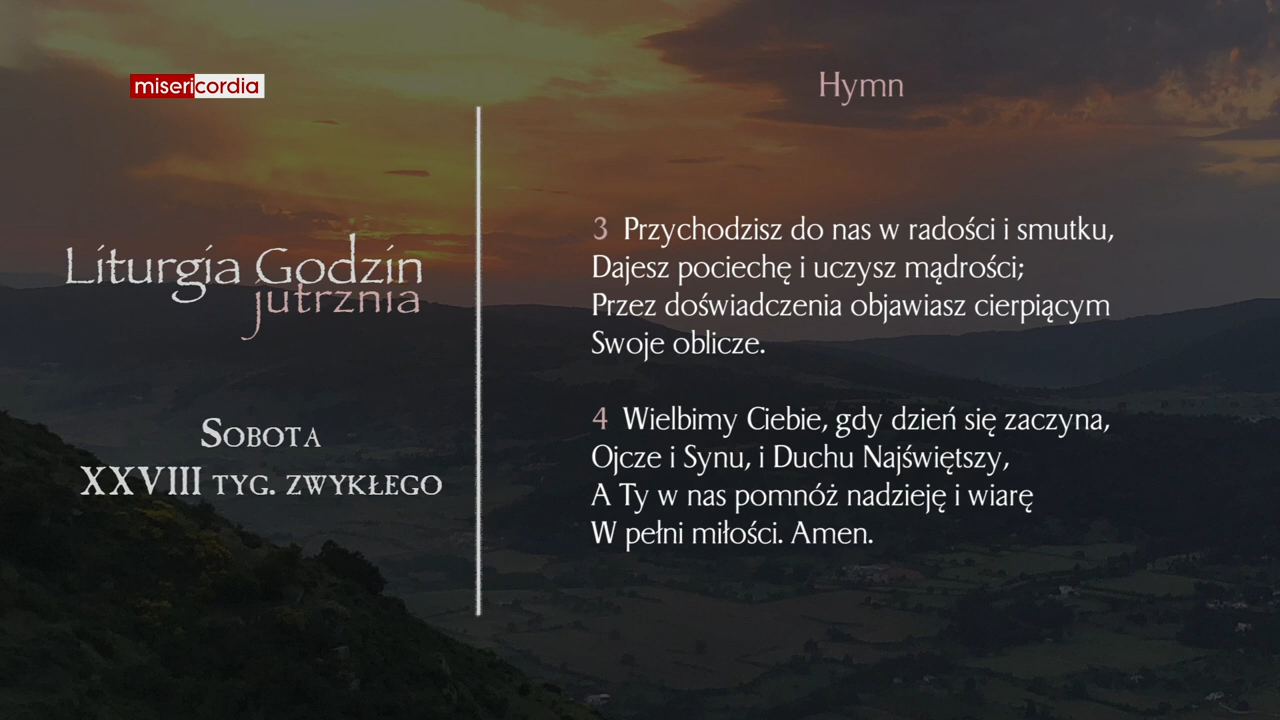 misericordia
Liturgia Godzin
jutrznia
Sobota
XXVIII tyg. zwykłego
Hymn
3 Przychodzisz do nas w radości i smutku,
Dajesz pociechę i uczysz mądrości;
Przez doświadczenia objawiasz cierpiącym
Swoje oblicze.
4 Wielbimy Ciebie, gdy dzień się zaczyna,
Ojcze i Synu, i Duchu Najświętszy,
A Ty w nas pomnóż nadzieję i wiarę
W pełni miłości. Amen.